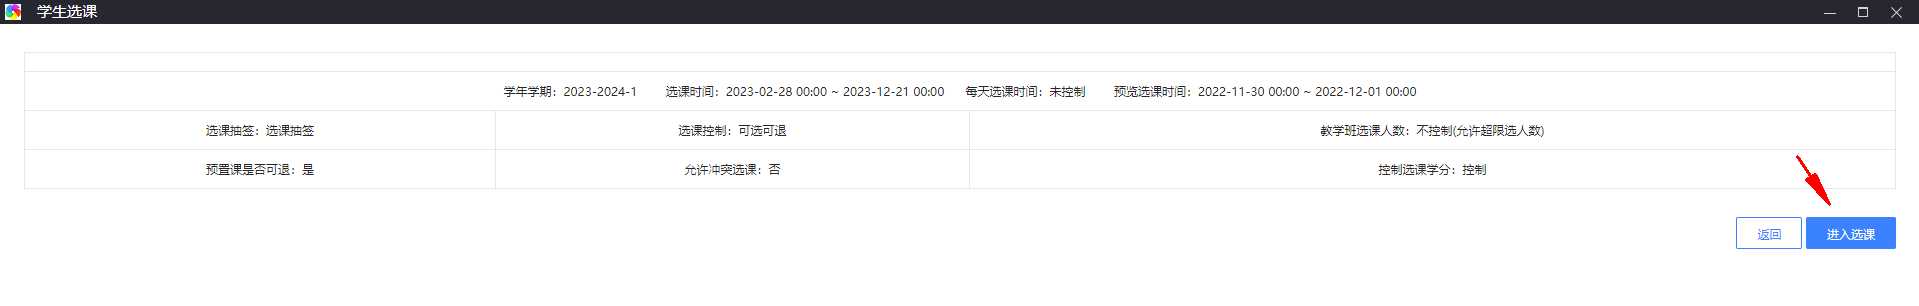 学生选课
学年学期：2023-2024-1 选课时间：2023-02-28 00:00 ~ 2023-12-21 00:00 每天选课时间：未控制 预览选课时间：2022-11-30 00:00 ~ 2022-12-01 00:00
选课抽签：选课抽签 选课控制：可选可退 教学班选课人数：不控制(允许超限选人数)
预置课是否可退：是 允许冲突选课：否 控制选课学分：控制
返回 进入选课